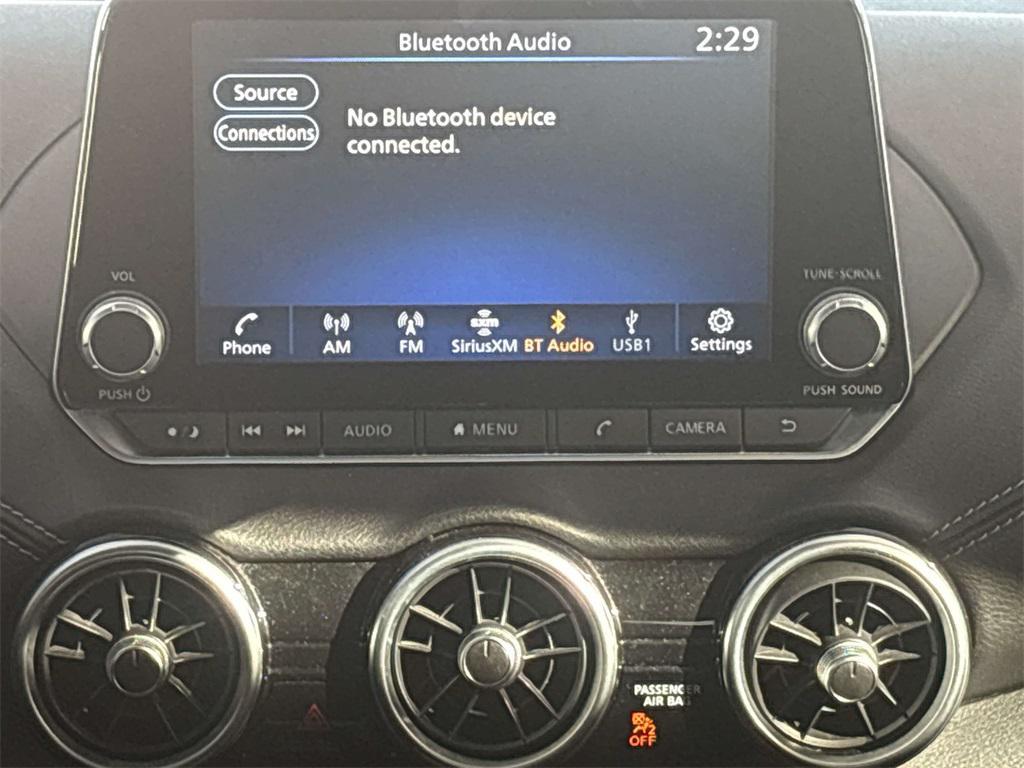 Bluetooth Audio 2:29
Source
Connections
No Bluetooth device
connected.
VOL
TUNE·SCROLL
Phone AM FM sxm SiriusXM BT Audio USB1 Settings
PUSH
PUSH SOUND
AUDIO MENU CAMERA
PASSENGER
AIR BAG
2
OFF